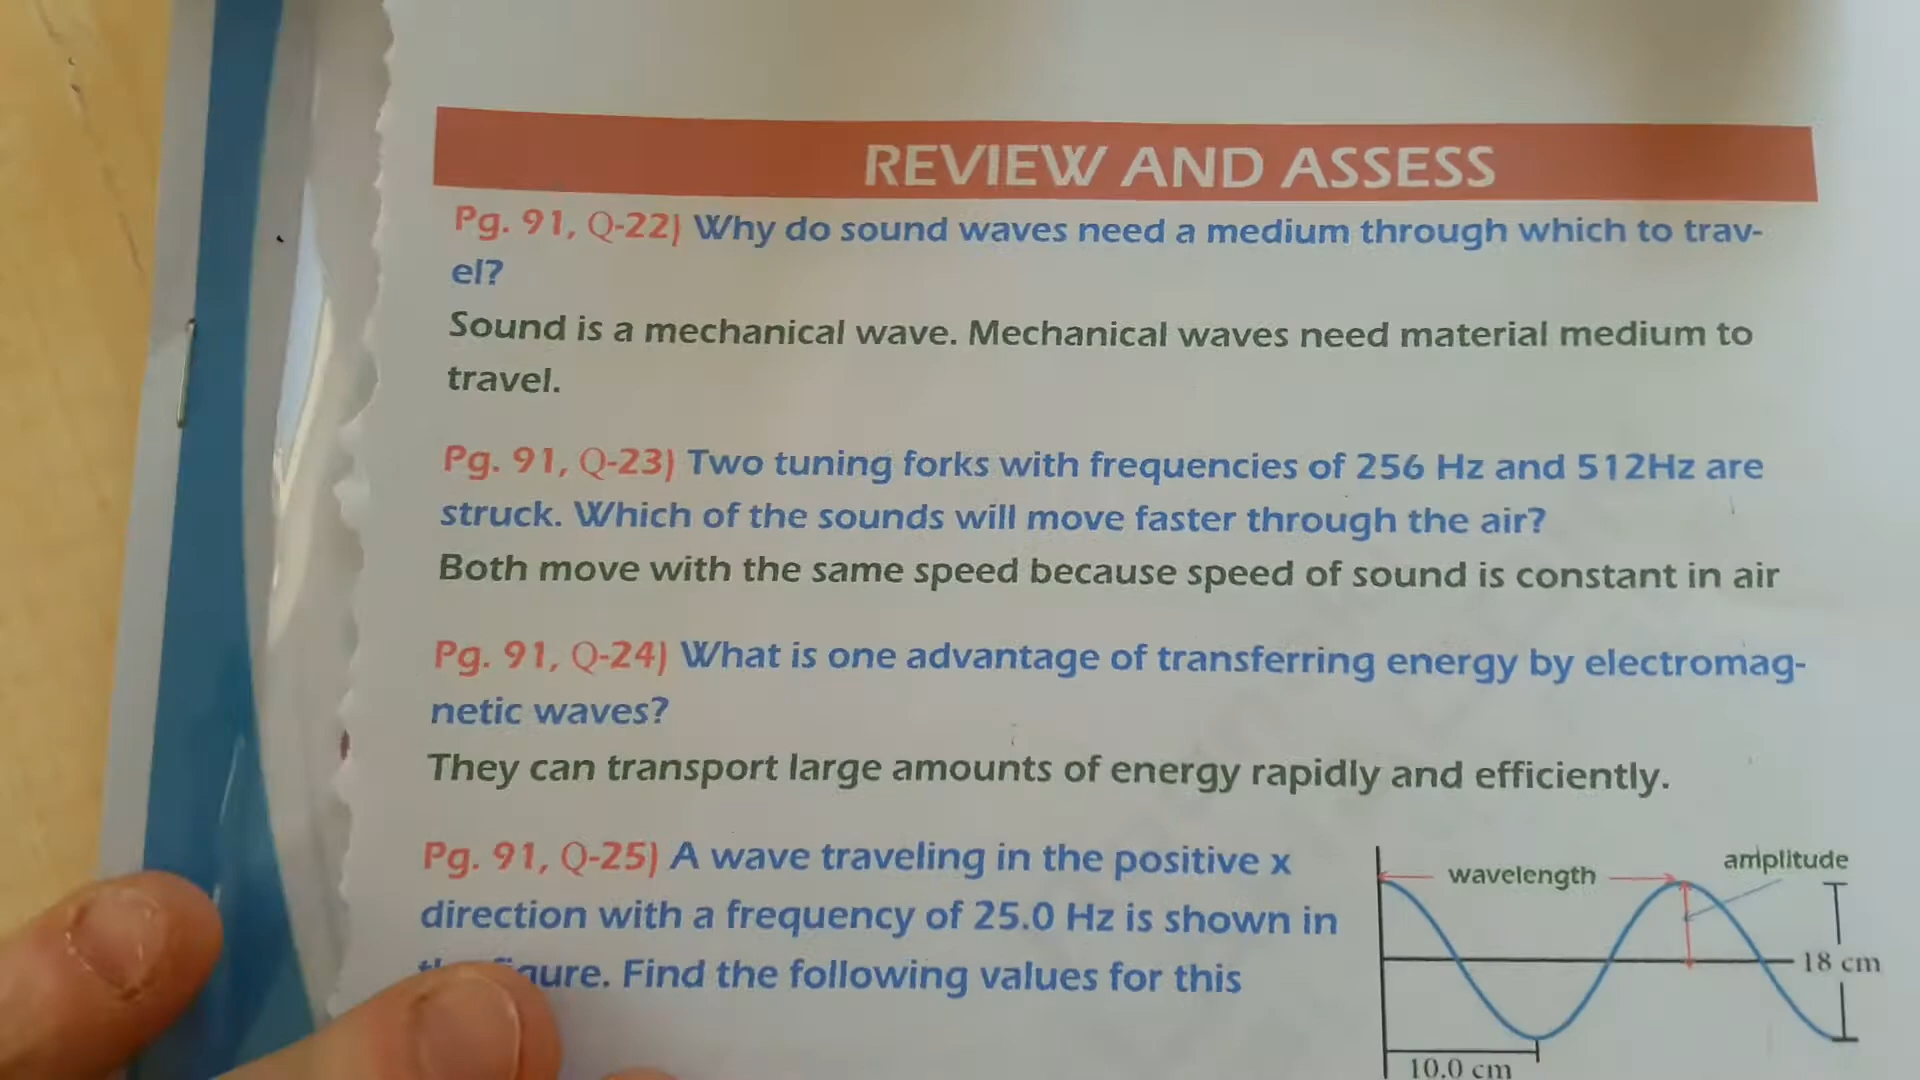 REVIEW AND ASSESS
Pg. 91, Q-22) Why do sound waves need a medium through which to trav-
el?
Sound is a mechanical wave. Mechanical waves need material medium to
travel.
Pg. 91, Q-23) Two tuning forks with frequencies of 256 Hz and 512Hz are
struck. Which of the sounds will move faster through the air?
Both move with the same speed because speed of sound is constant in air
Pg. 91, Q-24) What is one advantage of transferring energy by electromag-
netic waves?
They can transport large amounts of energy rapidly and efficiently.
Pg. 91, Q-25) A wave traveling in the positive x
direction with a frequency of 25.0 Hz is shown in
Find the following values for this
wavelength
amplitude
18 cm
10.0 cm